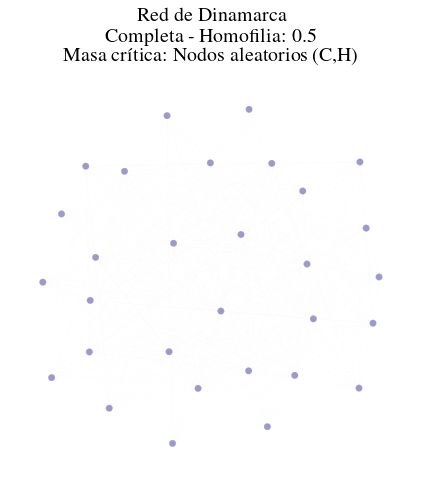 Red de Dinamarca
Completa - Homofilia: 0.5
Masa crítica: Nodos aleatorios (C,H)